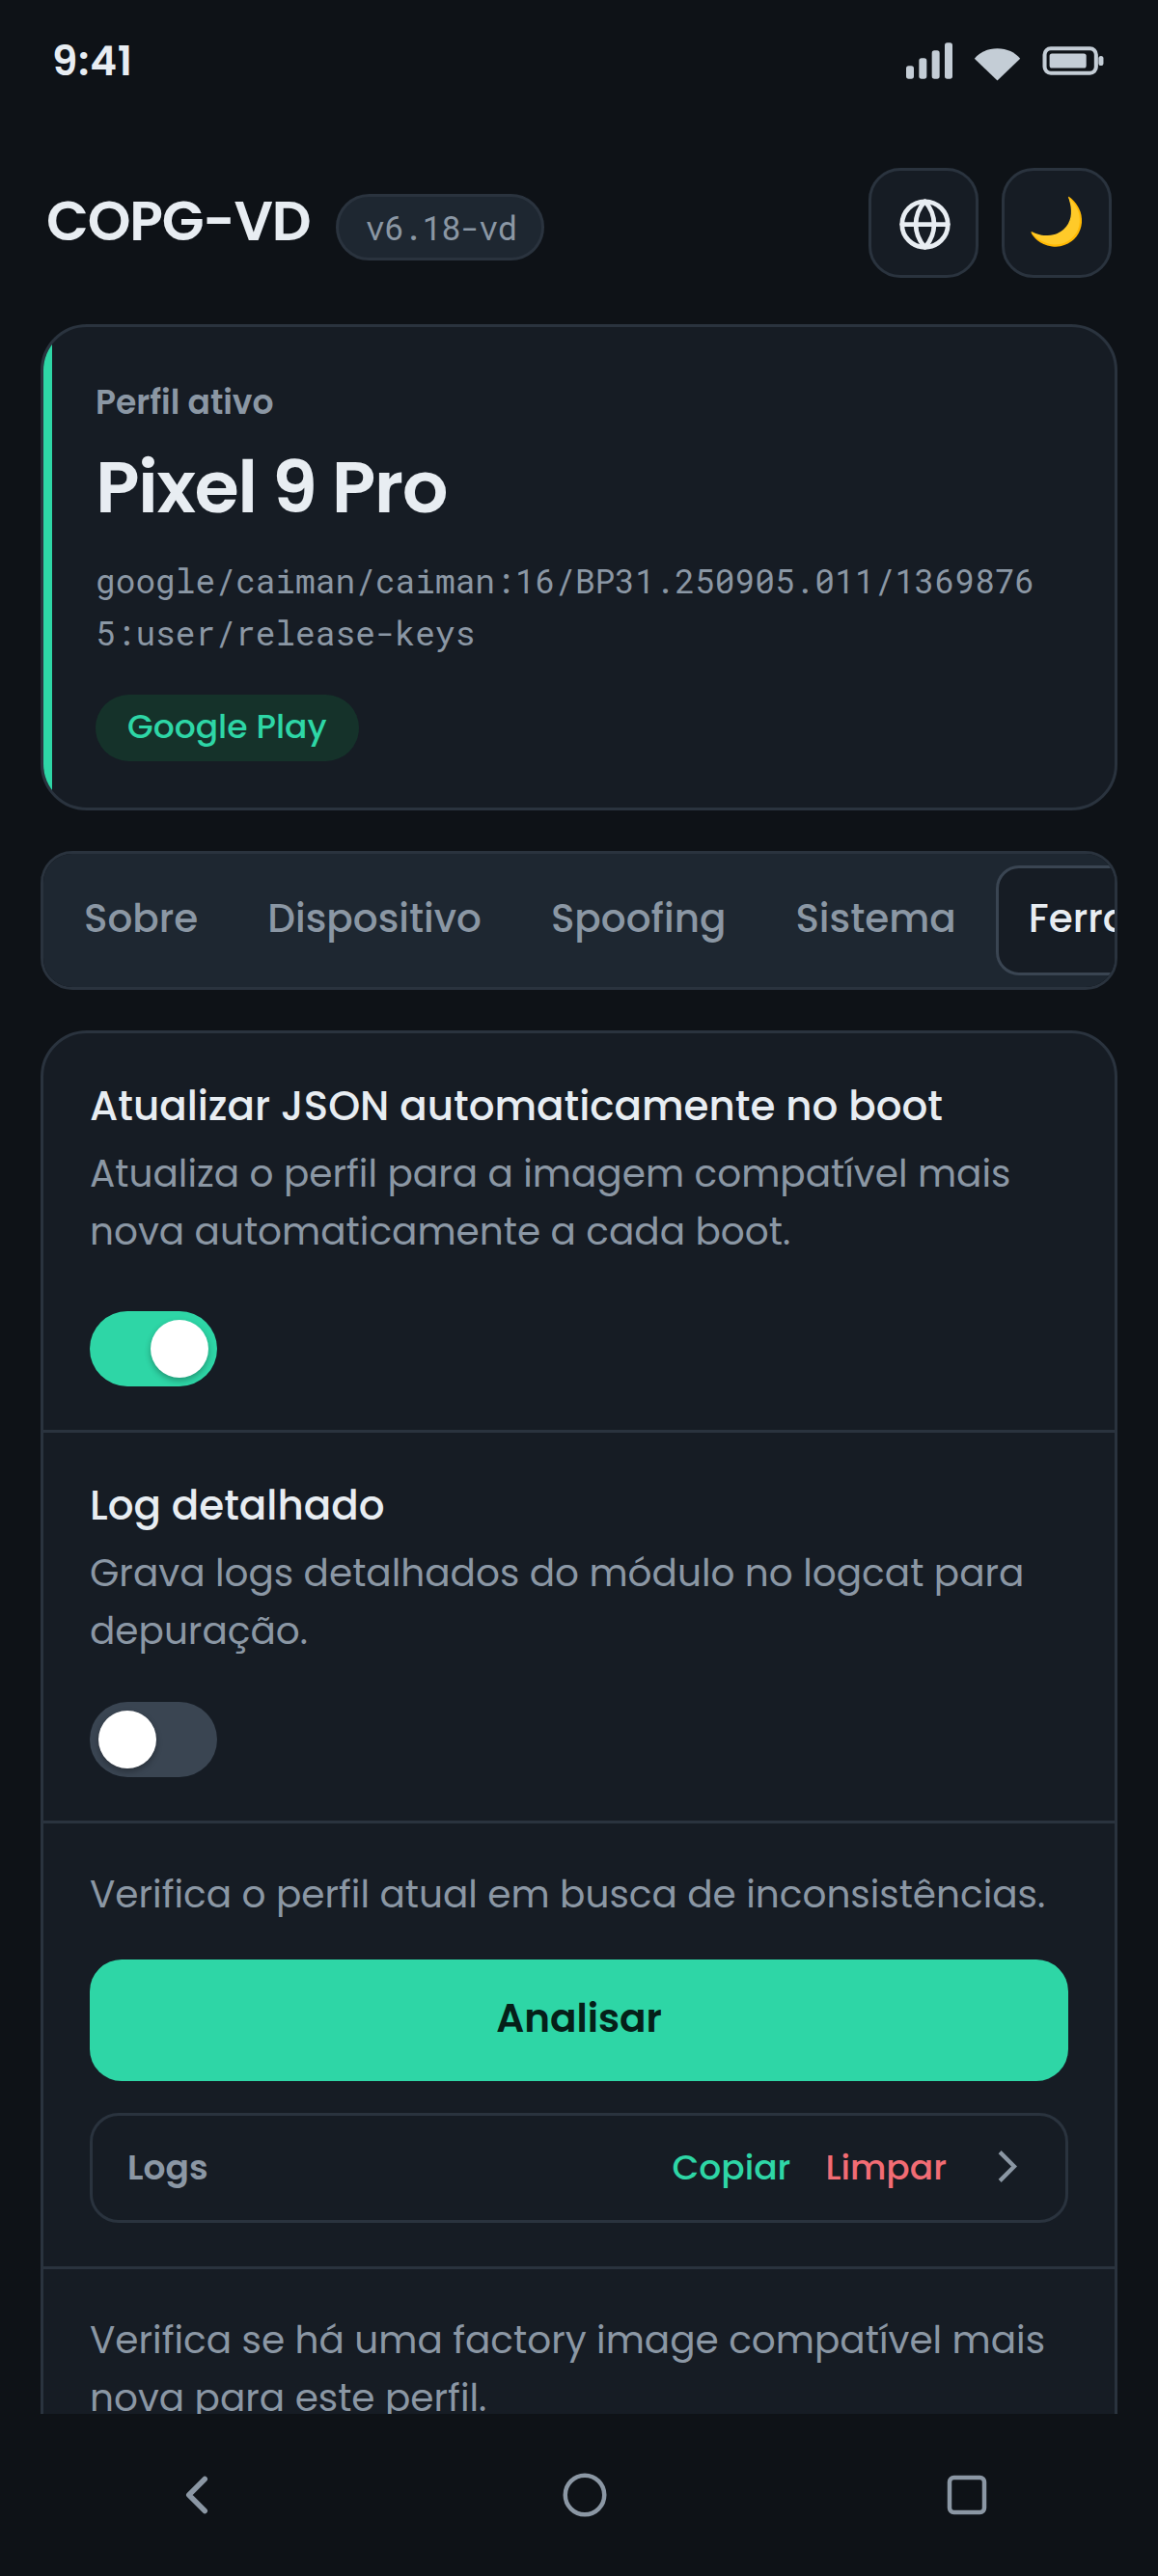 9:41
COPG-VD
v6.18-vd
Perfil ativo
Pixel 9 Pro
google/caiman/caiman:16/BP31.250905.011/1369876
5:user/release-keys
Google Play
Sobre
Dispositivo
Spoofing
Sistema
Ferra
Atualizar JSON automaticamente no boot
Atualiza o perfil para a imagem compatível mais
nova automaticamente a cada boot.
Log detalhado
Grava logs detalhados do módulo no logcat para
depuração.
Verifica o perfil atual em busca de inconsistências.
Analisar
Logs
Copiar
Limpar
Verifica se há uma factory image compatível mais
nova para este perfil.